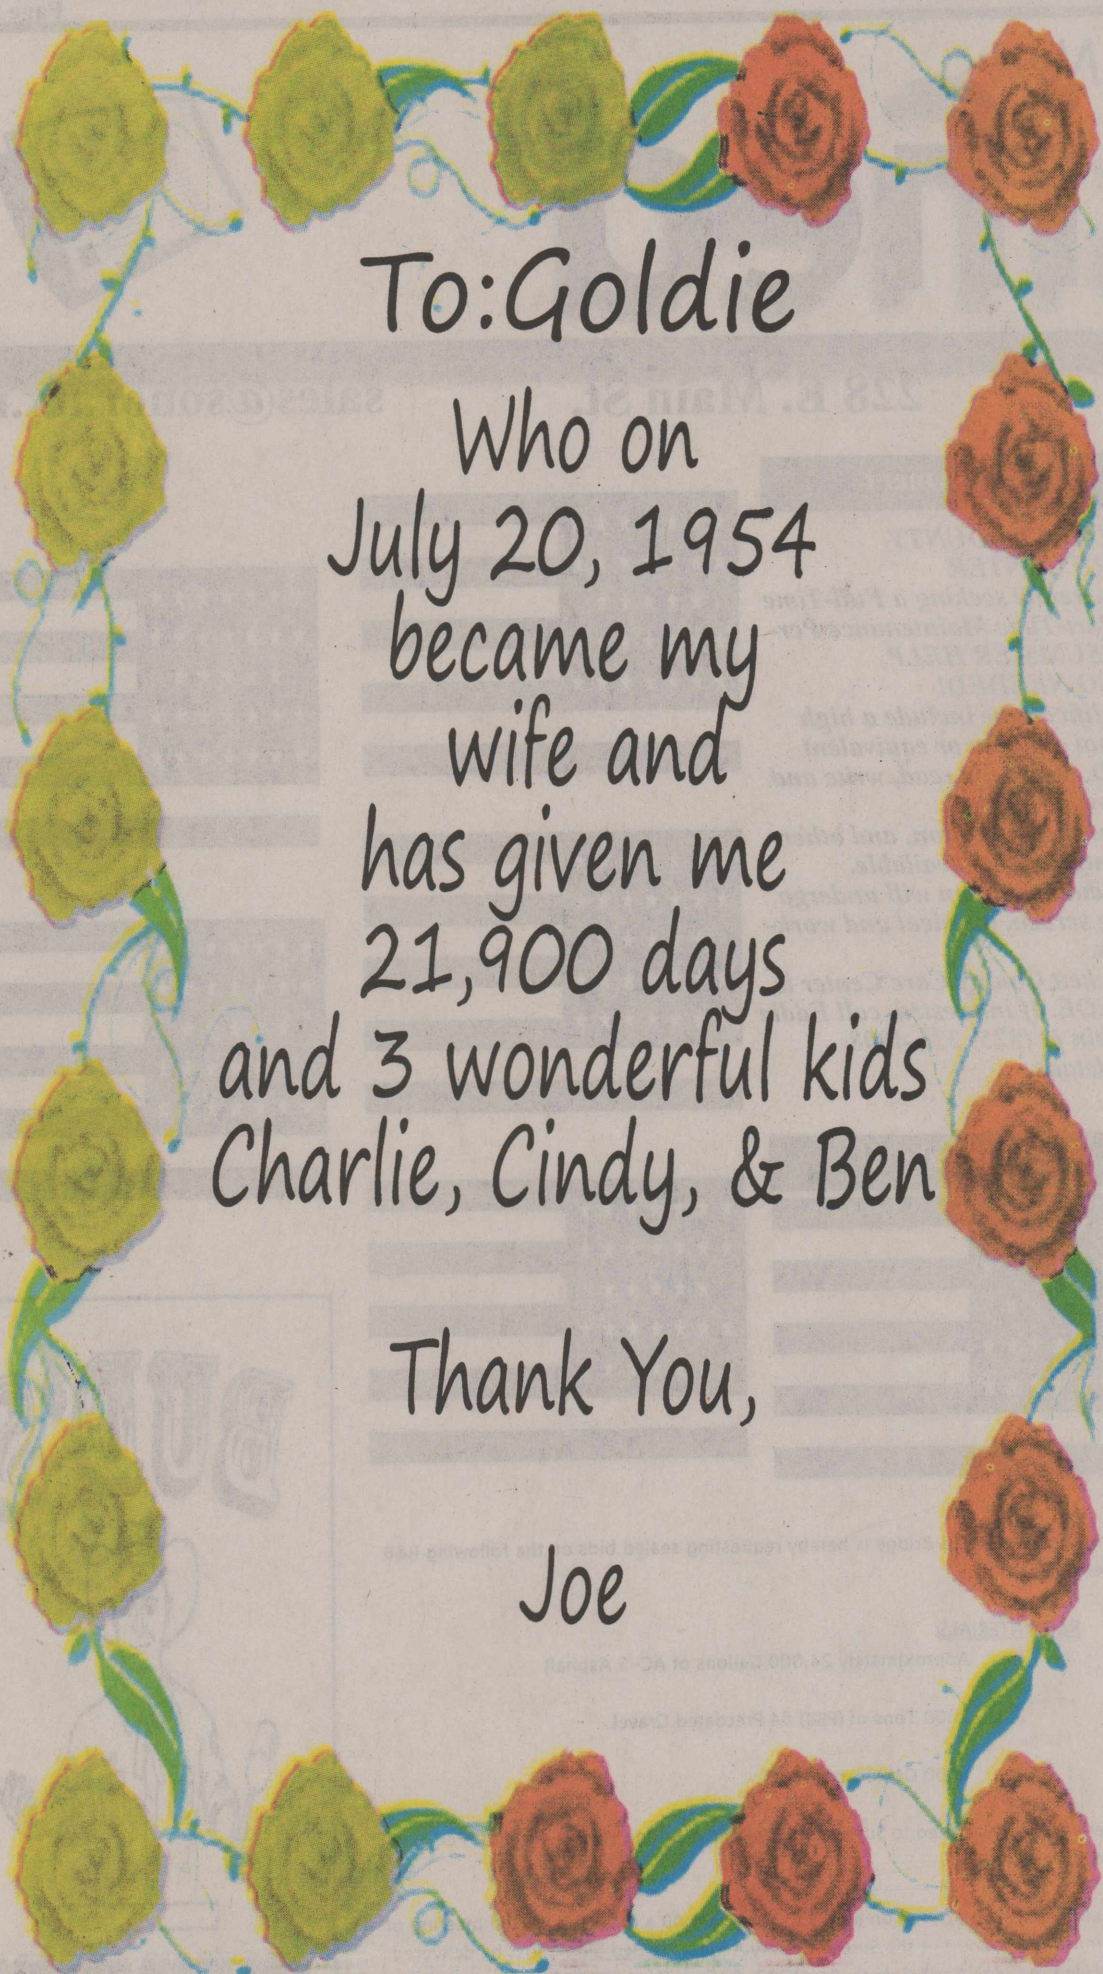 To:Goldie
Who on
July 20, 1954
became my
wife and
has given me
21,900 days
and 3 wonderful kids
Charlie, Cindy, & Ben
Thank You,
Joe